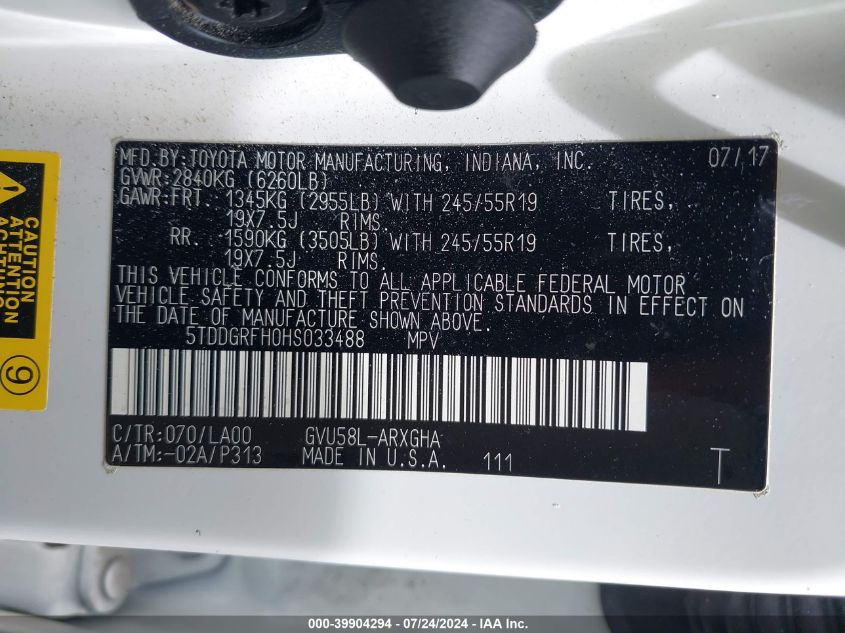 MFD.BY:TOYOTA MOTOR MANUFACTURING, INDIANA, INC. 07/17
GVWR:2840KG (6260LB)
GAWR:FRT. 1345KG (2955LB) WITH 245/55R19 TIRES,
19X7.5J RIMS.
RR. 1590KG (3505LB) WITH 245/55R19 TIRES,
19X7.5J RIMS.
THIS VEHICLE CONFORMS TO ALL APPLICABLE FEDERAL MOTOR
VEHICLE SAFETY AND THEFT PREVENTION STANDARDS IN EFFECT ON
THE DATE OF MANUFACTURE SHOWN ABOVE.
5TDDGRFH0HS033488 MPV
C/TR:070/LA00 GVU58L-ARXGHA
A/TM:-02A/P313 MADE IN U.S.A. 111 T
CAUTION
ACHTUNG
9
000-39904294 - 07/24/2024 - IAA Inc.